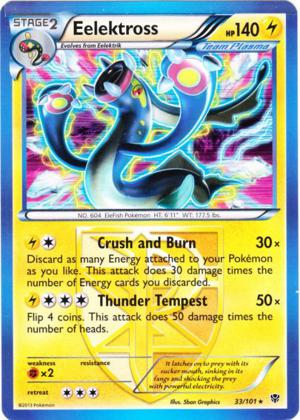 STAGE2
Eelektross
HP140
Evolves from Eelektrik
Team Plasma
NO. 604 EleFish Pokémon HT: 6'11" WT: 177.5 lbs.
Crush and Burn 30×
Discard as many Energy attached to your Pokémon
as you like. This attack does 30 damage times the
number of Energy cards you discarded.
Thunder Tempest 50×
Flip 4 coins. This attack does 50 damage times the
number of heads.
weakness
resistance
×2
retreat
It latches on to prey with its
sucker mouth, sinking in its
fangs and shocking the prey
with powerful electricity.
Illus. 5ban Graphics
33/101 ★
©2013 Pokémon